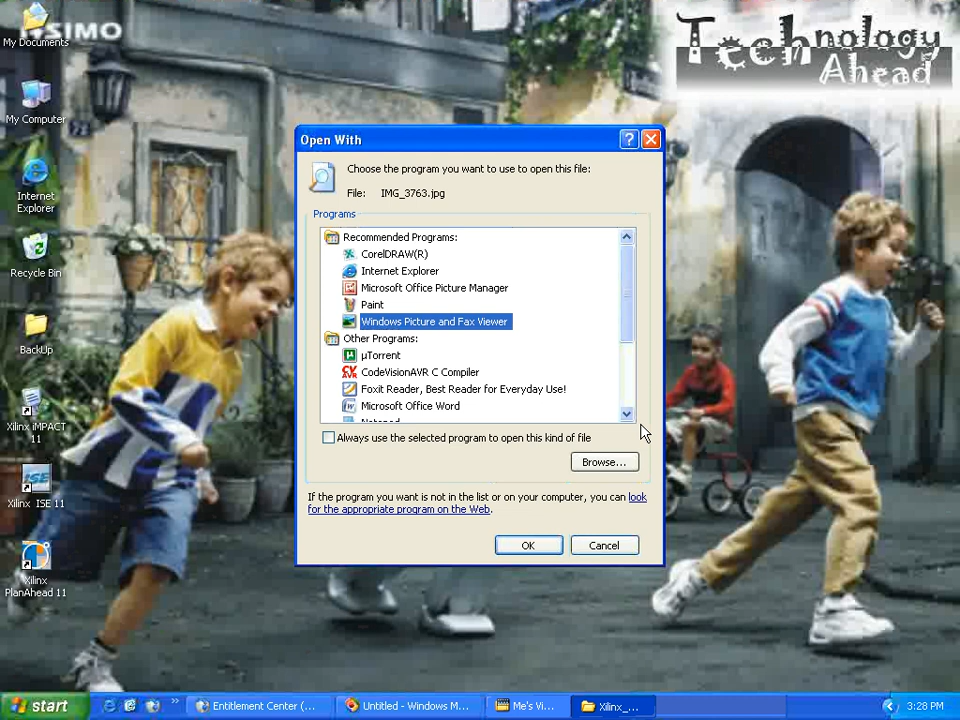 My Documents
Technology
Ahead
My Computer
Internet
Explorer
Recycle Bin
BackUp
Xilinx iMPACT
11
Xilinx ISE 11
Xilinx
PlanAhead 11
Open With
Choose the program you want to use to open this file:
File: IMG_3763.jpg
Programs
Recommended Programs:
CorelDRAW(R)
Internet Explorer
Microsoft Office Picture Manager
Paint
Windows Picture and Fax Viewer
Other Programs:
µTorrent
CodeVisionAVR C Compiler
Foxit Reader, Best Reader for Everyday Use!
Microsoft Office Word
Always use the selected program to open this kind of file
Browse...
If the program you want is not in the list or on your computer, you can look
for the appropriate program on the Web.
OK
Cancel
start
Entitlement Center (...
Untitled - Windows M...
Me's Vi...
Xilinx_...
3:28 PM